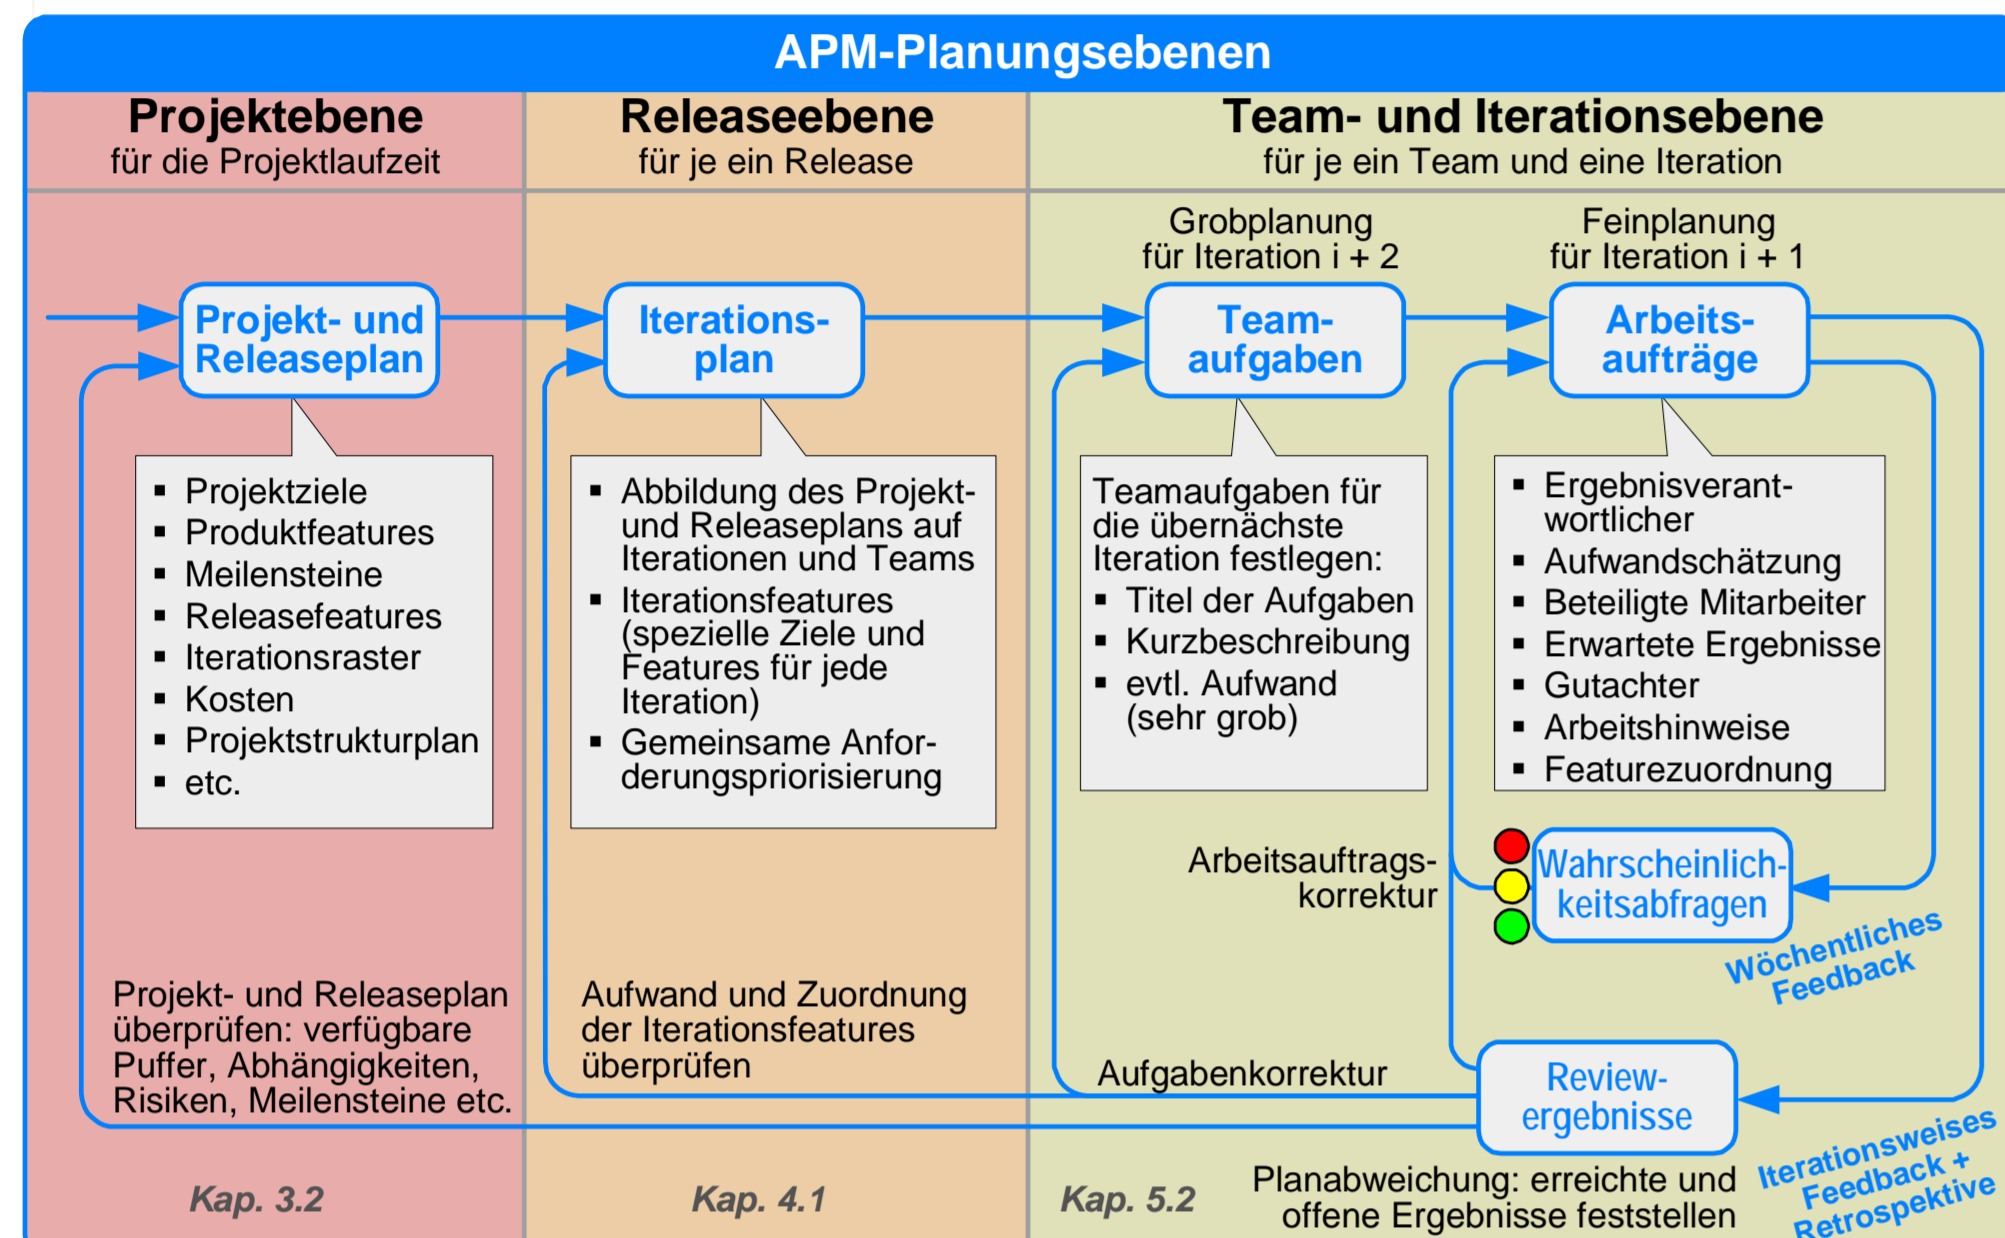 APM-Planungsebenen
Projektebene
für die Projektlaufzeit
Releaseebene
für je ein Release
Team- und Iterationsebene
für je ein Team und eine Iteration
Grobplanung
für Iteration i + 2
Feinplanung
für Iteration i + 1
Projekt- und
Releaseplan
Iterations-
plan
Team-
aufgaben
Arbeits-
aufträge
▪ Projektziele
▪ Produktfeatures
▪ Meilensteine
▪ Releasefeatures
▪ Iterationsraster
▪ Kosten
▪ Projektstrukturplan
▪ etc.
▪ Abbildung des Projekt-
und Releaseplans auf
Iterationen und Teams
▪ Iterationsfeatures
(spezielle Ziele und
Features für jede
Iteration)
▪ Gemeinsame Anfor-
derungspriorisierung
Teamaufgaben für
die übernächste
Iteration festlegen:
▪ Titel der Aufgaben
▪ Kurzbeschreibung
▪ evtl. Aufwand
(sehr grob)
▪ Ergebnisverant-
wortlicher
▪ Aufwandschätzung
▪ Beteiligte Mitarbeiter
▪ Erwartete Ergebnisse
▪ Gutachter
▪ Arbeitshinweise
▪ Featurezuordnung
Arbeitsauftrags-
korrektur
Wahrscheinlich-
keitsabfragen
Wöchentliches
Feedback
Projekt- und Releaseplan
überprüfen: verfügbare
Puffer, Abhängigkeiten,
Risiken, Meilensteine etc.
Aufwand und Zuordnung
der Iterationsfeatures
überprüfen
Aufgabenkorrektur
Review-
ergebnisse
Iterationsweises
Feedback +
Retrospektive
Planabweichung: erreichte und
offene Ergebnisse feststellen
Kap. 3.2
Kap. 4.1
Kap. 5.2